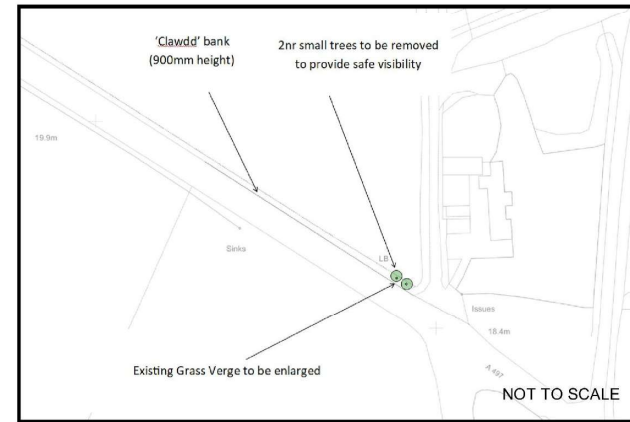 'Clawdd' bank
(900mm height)
2nr small trees to be removed
to provide safe visibility
19.9m
Sinks
LB
Issues
18.4m
A 497
Existing Grass Verge to be enlarged
NOT TO SCALE